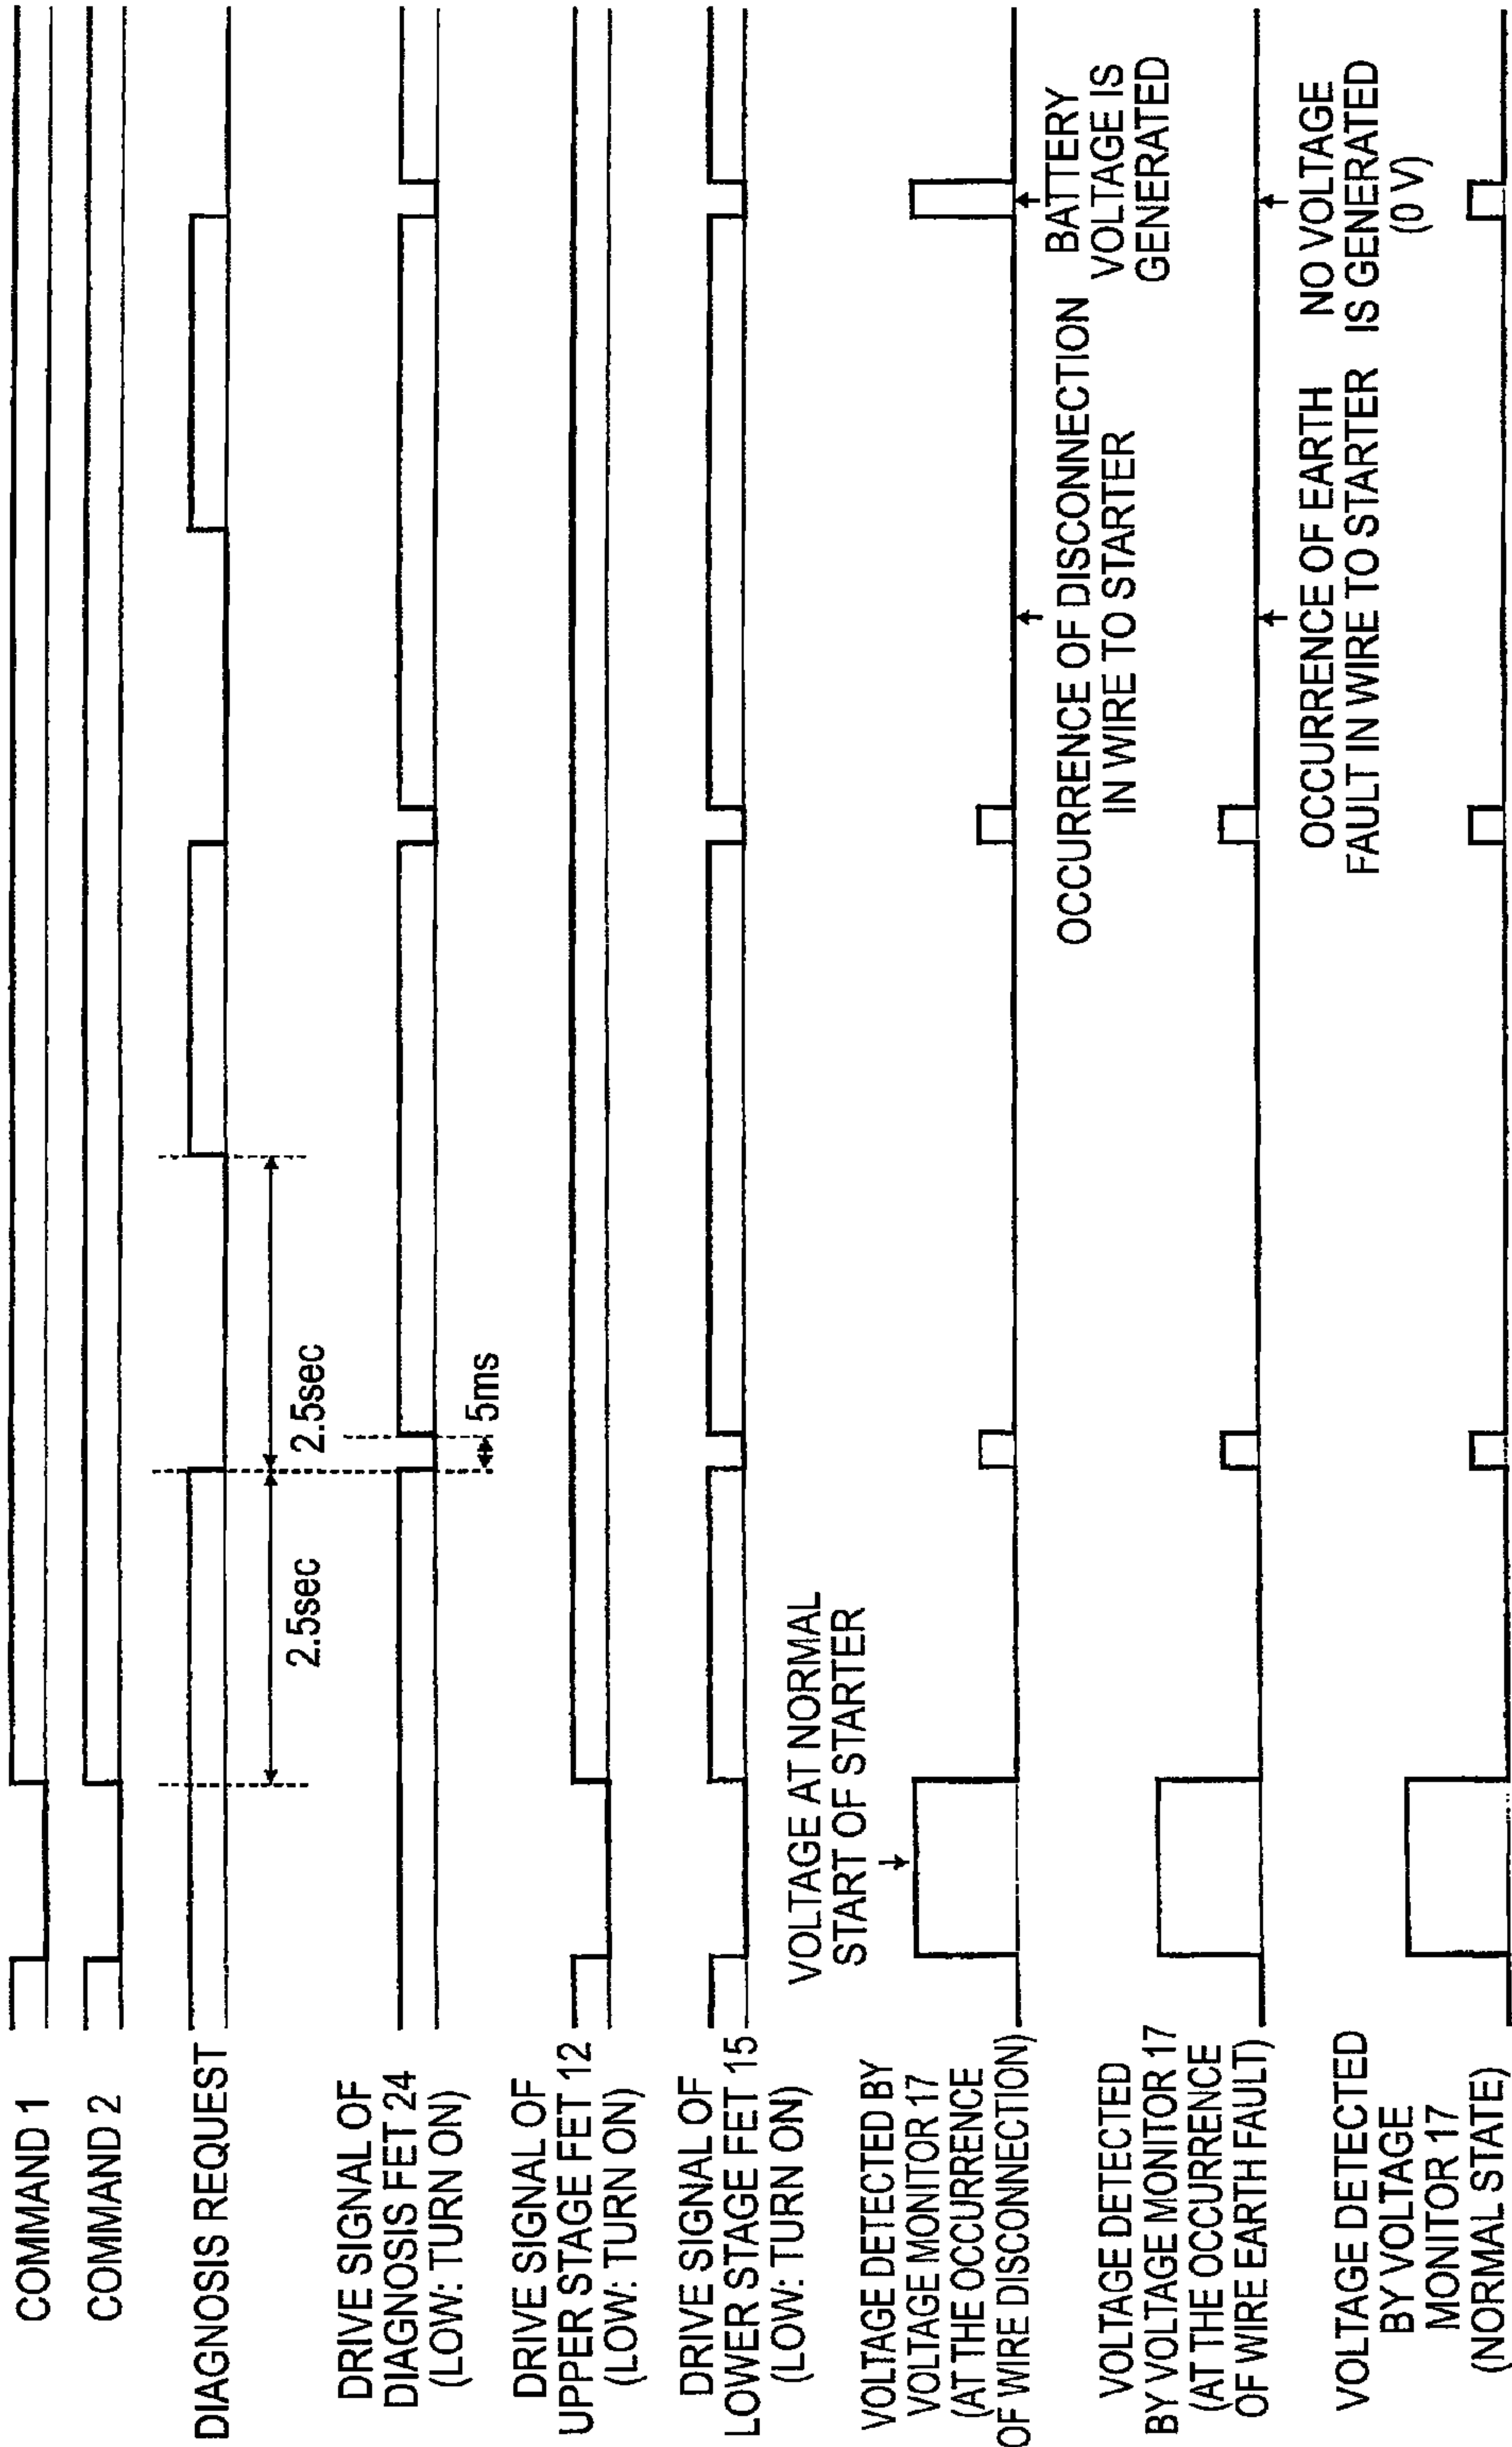 COMMAND 1
COMMAND 2
DIAGNOSIS REQUEST
2.5sec
2.5sec
DRIVE SIGNAL OF
DIAGNOSIS FET 24
(LOW: TURN ON)
5ms
DRIVE SIGNAL OF
UPPER STAGE FET 12
(LOW: TURN ON)
DRIVE SIGNAL OF
LOWER STAGE FET 15
(LOW: TURN ON)
VOLTAGE AT NORMAL
START OF STARTER
VOLTAGE DETECTED BY
VOLTAGE MONITOR 17
(AT THE OCCURRENCE
OF WIRE DISCONNECTION)
OCCURRENCE OF DISCONNECTION
IN WIRE TO STARTER
BATTERY
VOLTAGE IS
GENERATED
VOLTAGE DETECTED
BY VOLTAGE MONITOR 17
(AT THE OCCURRENCE
OF WIRE EARTH FAULT)
OCCURRENCE OF EARTH
FAULT IN WIRE TO STARTER
NO VOLTAGE
IS GENERATED
(0 V)
VOLTAGE DETECTED
BY VOLTAGE
MONITOR 17
(NORMAL STATE)